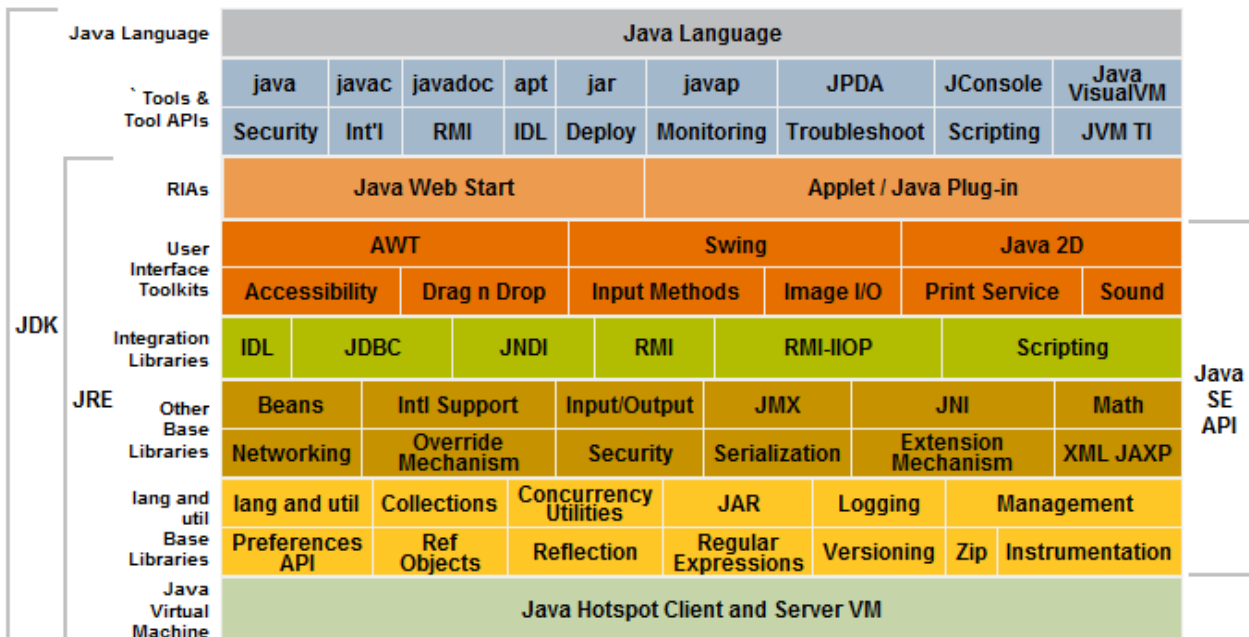 Java Language
Java Language
` Tools &
Tool APIs
java
javac
javadoc
apt
jar
javap
JPDA
JConsole
Java
VisualVM
Security
Int'l
RMI
IDL
Deploy
Monitoring
Troubleshoot
Scripting
JVM TI
RIAs
Java Web Start
Applet / Java Plug-in
User
Interface
Toolkits
AWT
Swing
Java 2D
Accessibility
Drag n Drop
Input Methods
Image I/O
Print Service
Sound
JDK
Integration
Libraries
IDL
JDBC
JNDI
RMI
RMI-IIOP
Scripting
JRE
Other
Base
Libraries
Beans
Intl Support
Input/Output
JMX
JNI
Math
Networking
Override
Mechanism
Security
Serialization
Extension
Mechanism
XML JAXP
Java
SE
API
lang and
util
Base
Libraries
lang and util
Collections
Concurrency
Utilities
JAR
Logging
Management
Preferences
API
Ref
Objects
Reflection
Regular
Expressions
Versioning
Zip
Instrumentation
Java
Virtual
Machine
Java Hotspot Client and Server VM